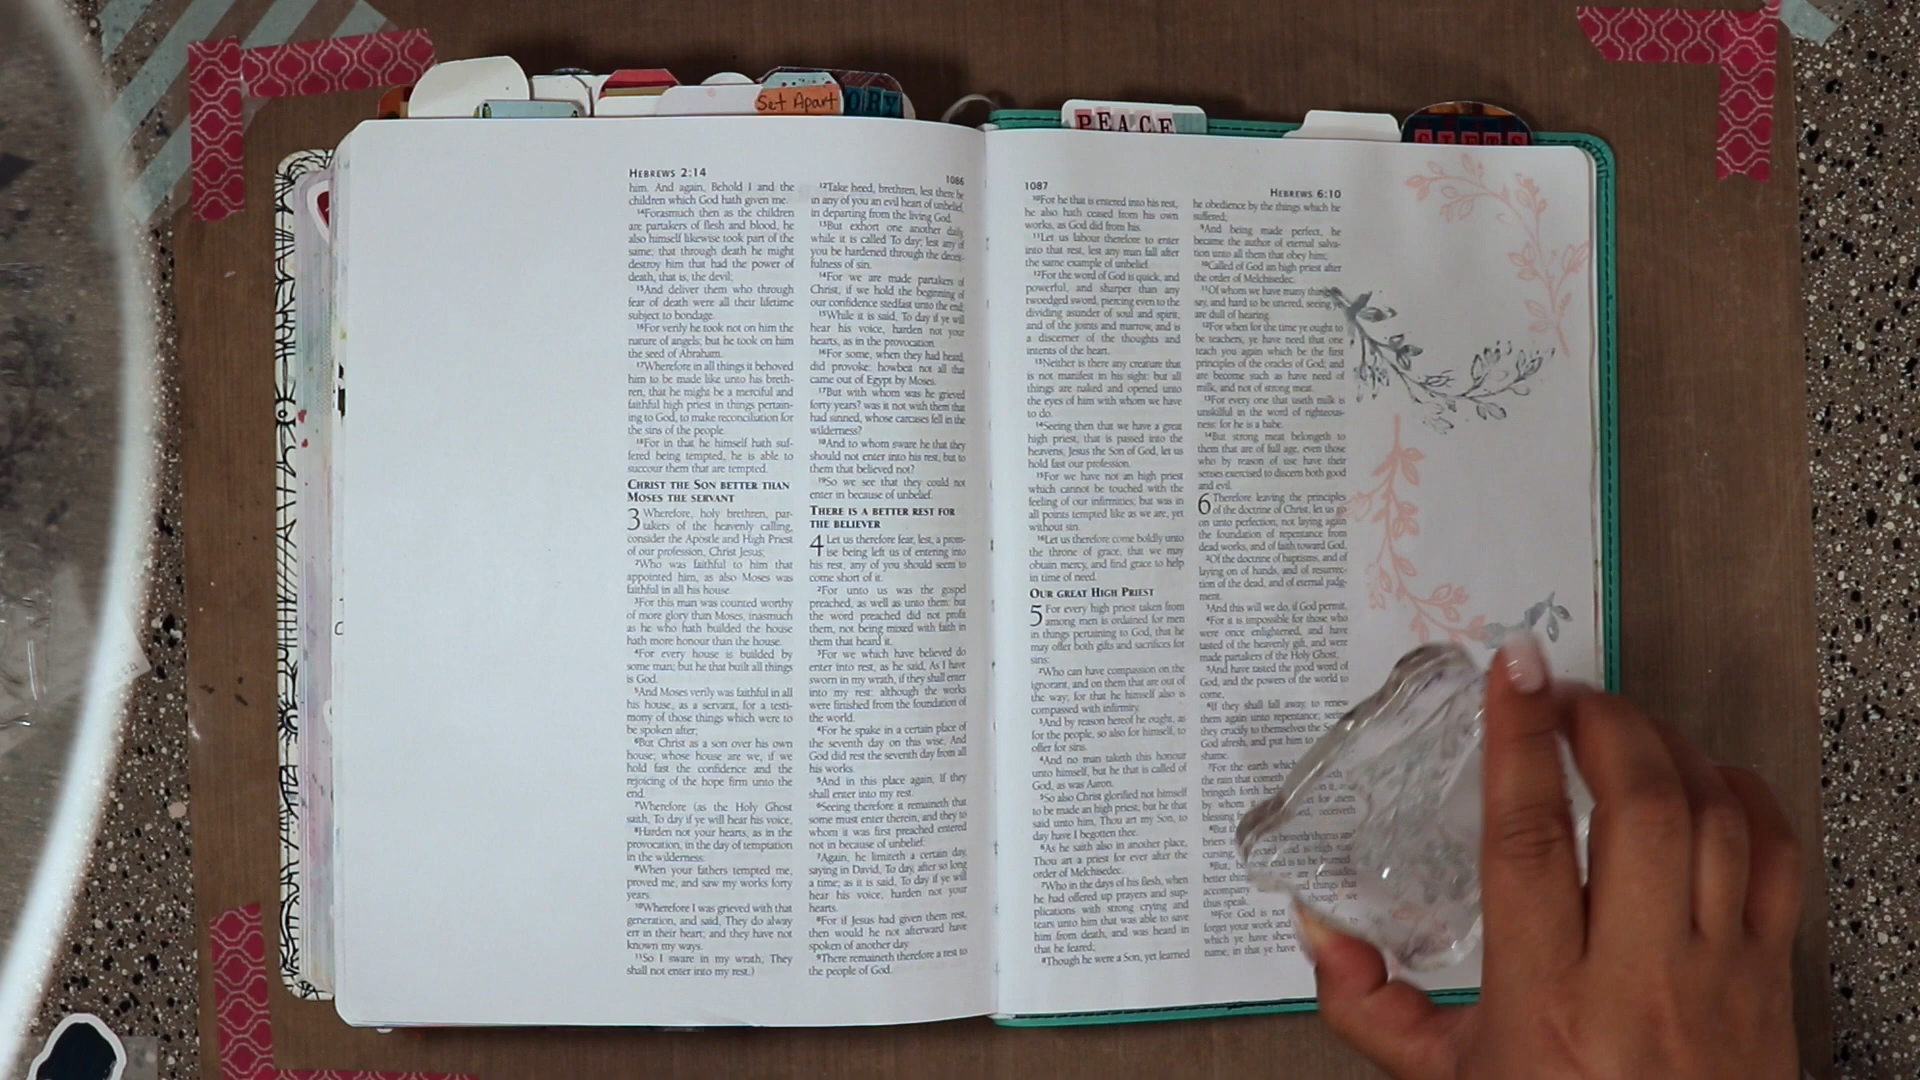 Set Apart
ORY
PEACE
GIFTS
HEBREWS 2:14
1086
him. And again, Behold I and the
children which God hath given me.
14Forasmuch then as the children
are partakers of flesh and blood, he
also himself likewise took part of the
same; that through death he might
destroy him that had the power of
death, that is, the devil;
15And deliver them who through
fear of death were all their lifetime
subject to bondage.
16For verily he took not on him the
nature of angels; but he took on him
the seed of Abraham.
17Wherefore in all things it behoved
him to be made like unto his breth-
ren, that he might be a merciful and
faithful high priest in things pertain-
ing to God, to make reconciliation for
the sins of the people.
18For in that he himself hath suf-
fered being tempted, he is able to
succour them that are tempted.
CHRIST THE SON BETTER THAN
MOSES THE SERVANT
3 Wherefore, holy brethren, par-
takers of the heavenly calling,
consider the Apostle and High Priest
of our profession, Christ Jesus;
2Who was faithful to him that
appointed him, as also Moses was
faithful in all his house.
3For this man was counted worthy
of more glory than Moses, inasmuch
as he who hath builded the house
hath more honour than the house.
4For every house is builded by
some man; but he that built all things
is God.
5And Moses verily was faithful in all
his house, as a servant, for a testi-
mony of those things which were to
be spoken after;
6But Christ as a son over his own
house; whose house are we, if we
hold fast the confidence and the
rejoicing of the hope firm unto the
end.
7Wherefore (as the Holy Ghost
saith, To day if ye will hear his voice,
8Harden not your hearts, as in the
provocation, in the day of temptation
in the wilderness:
9When your fathers tempted me,
proved me, and saw my works forty
years.
10Wherefore I was grieved with that
generation, and said, They do alway
err in their heart; and they have not
known my ways.
11So I sware in my wrath, They
shall not enter into my rest.)
12Take heed, brethren, lest there be
in any of you an evil heart of unbelief,
in departing from the living God.
13But exhort one another daily,
while it is called To day; lest any of
you be hardened through the deceit-
fulness of sin.
14For we are made partakers of
Christ, if we hold the beginning of
our confidence stedfast unto the end;
15While it is said, To day if ye will
hear his voice, harden not your
hearts, as in the provocation.
16For some, when they had heard,
did provoke: howbeit not all that
came out of Egypt by Moses.
17But with whom was he grieved
forty years? was it not with them that
had sinned, whose carcases fell in the
wilderness?
18And to whom sware he that they
should not enter into his rest, but to
them that believed not?
19So we see that they could not
enter in because of unbelief.
THERE IS A BETTER REST FOR
THE BELIEVER
4 Let us therefore fear, lest, a prom-
ise being left us of entering into
his rest, any of you should seem to
come short of it.
2For unto us was the gospel
preached, as well as unto them: but
the word preached did not profit
them, not being mixed with faith in
them that heard it.
3For we which have believed do
enter into rest, as he said, As I have
sworn in my wrath, if they shall enter
into my rest: although the works
were finished from the foundation of
the world.
4For he spake in a certain place of
the seventh day on this wise, And
God did rest the seventh day from all
his works.
5And in this place again, If they
shall enter into my rest.
6Seeing therefore it remaineth that
some must enter therein, and they to
whom it was first preached entered
not in because of unbelief:
7Again, he limiteth a certain day,
saying in David, To day, after so long
a time; as it is said, To day if ye will
hear his voice, harden not your
hearts.
8For if Jesus had given them rest,
then would he not afterward have
spoken of another day.
9There remaineth therefore a rest to
the people of God.
1087
HEBREWS 6:10
10For he that is entered into his rest,
he also hath ceased from his own
works, as God did from his.
11Let us labour therefore to enter
into that rest, lest any man fall after
the same example of unbelief.
12For the word of God is quick, and
powerful, and sharper than any
twoedged sword, piercing even to the
dividing asunder of soul and spirit,
and of the joints and marrow, and is
a discerner of the thoughts and
intents of the heart.
13Neither is there any creature that
is not manifest in his sight: but all
things are naked and opened unto
the eyes of him with whom we have
to do.
14Seeing then that we have a great
high priest, that is passed into the
heavens, Jesus the Son of God, let us
hold fast our profession.
15For we have not an high priest
which cannot be touched with the
feeling of our infirmities; but was in
all points tempted like as we are, yet
without sin.
16Let us therefore come boldly unto
the throne of grace, that we may
obtain mercy, and find grace to help
in time of need.
OUR GREAT HIGH PRIEST
5 For every high priest taken from
among men is ordained for men
in things pertaining to God, that he
may offer both gifts and sacrifices for
sins:
2Who can have compassion on the
ignorant, and on them that are out of
the way; for that he himself also is
compassed with infirmity.
3And by reason hereof he ought, as
for the people, so also for himself, to
offer for sins.
4And no man taketh this honour
unto himself, but he that is called of
God, as was Aaron.
5So also Christ glorified not himself
to be made an high priest; but he that
said unto him, Thou art my Son, to
day have I begotten thee.
6As he saith also in another place,
Thou art a priest for ever after the
order of Melchisedec.
7Who in the days of his flesh, when
he had offered up prayers and sup-
plications with strong crying and
tears unto him that was able to save
him from death, and was heard in
that he feared;
8Though he were a Son, yet learned
he obedience by the things which he
suffered;
9And being made perfect, he
became the author of eternal salva-
tion unto all them that obey him;
10Called of God an high priest after
the order of Melchisedec.
11Of whom we have many things
say, and hard to be uttered, seeing ye
are dull of hearing.
12For when for the time ye ought to
be teachers, ye have need that one
teach you again which be the first
principles of the oracles of God; and
are become such as have need of
milk, and not of strong meat.
13For every one that useth milk is
unskilful in the word of righteous-
ness: for he is a babe.
14But strong meat belongeth to
them that are of full age, even those
who by reason of use have their
senses exercised to discern both good
and evil.
6 Therefore leaving the principles
of the doctrine of Christ, let us go
on unto perfection; not laying again
the foundation of repentance from
dead works, and of faith toward God,
2Of the doctrine of baptisms, and of
laying on of hands, and of resurrec-
tion of the dead, and of eternal judg-
ment.
3And this will we do, if God permit.
4For it is impossible for those who
were once enlightened, and have
tasted of the heavenly gift, and were
made partakers of the Holy Ghost,
5And have tasted the good word of
God, and the powers of the world to
come,
6If they shall fall away, to renew
them again unto repentance; seeing
they crucify to themselves the Son
God afresh, and put him to
shame.
7For the earth which
the rain that cometh
bringeth forth
by whom it
blessing
cursing,
better
accompany
thus speak.
10For God is not
forget your work and
which ye have
name, in that ye have